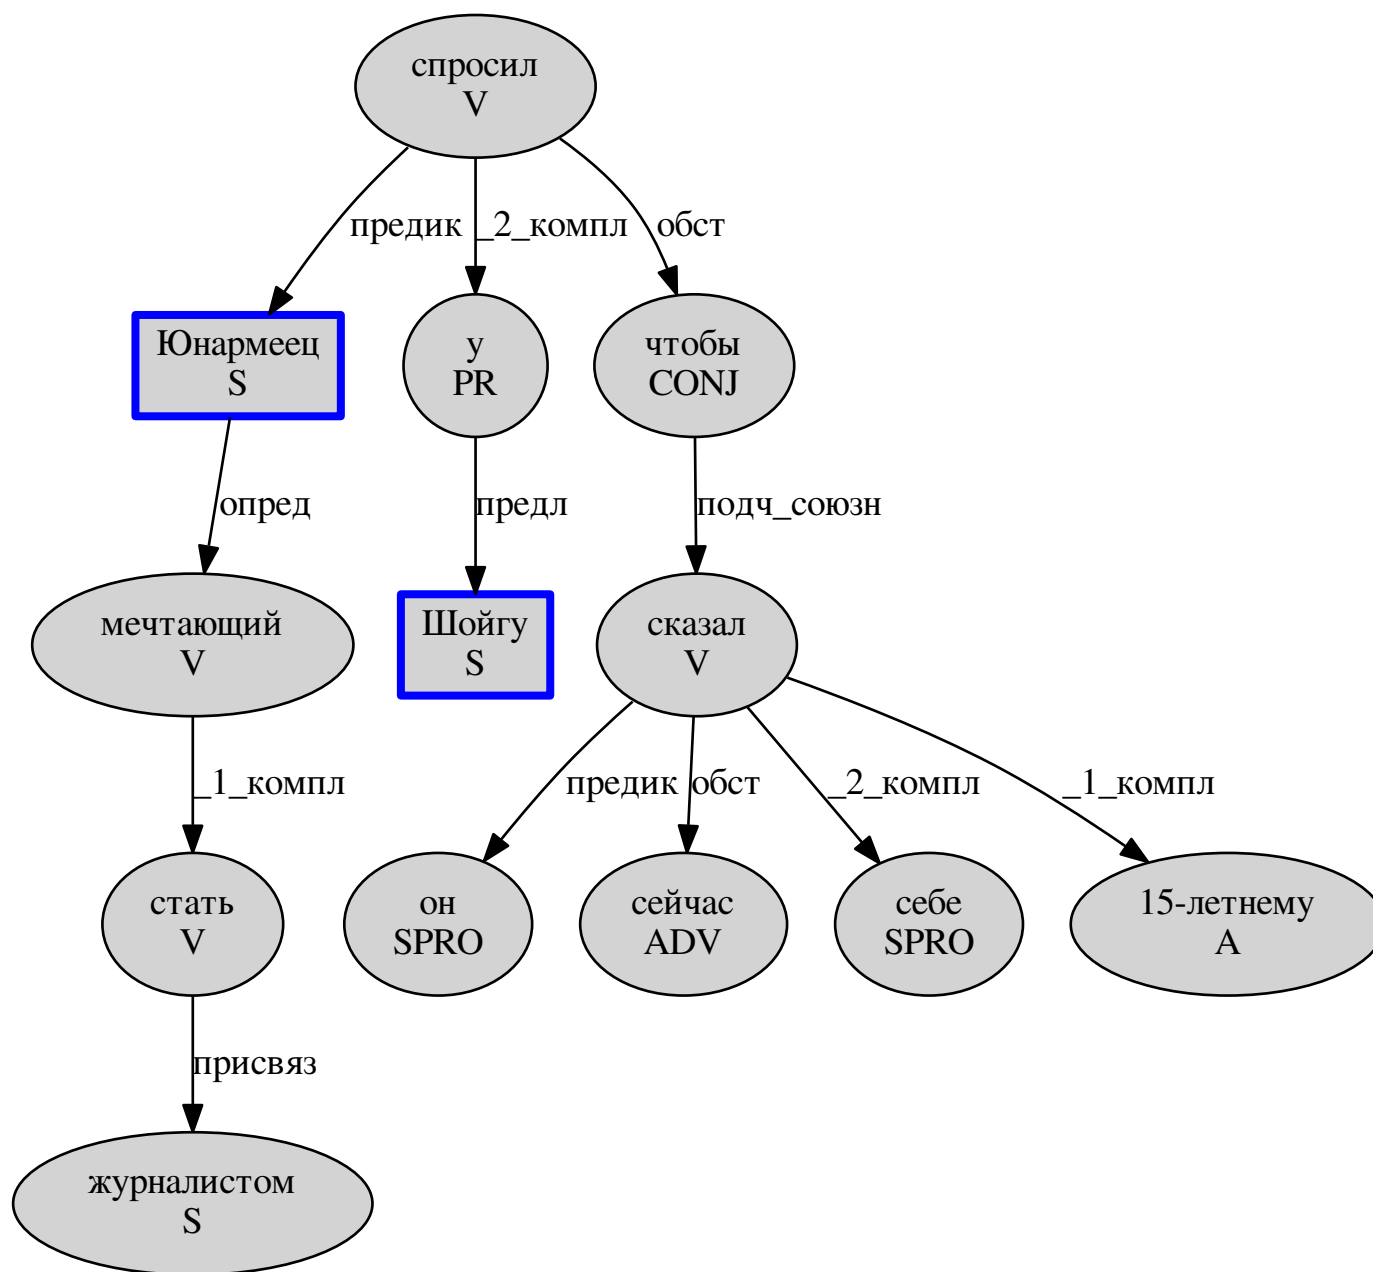 спросил
V
предик
_2_компл
обст
Юнармеец
S
у
PR
чтобы
CONJ
опред
предл
подч_союзн
мечтающий
V
Шойгу
S
сказал
V
_1_компл
предик
обст
_2_компл
_1_компл
стать
V
он
SPRO
сейчас
ADV
себе
SPRO
15-летнему
A
присвяз
журналистом
S